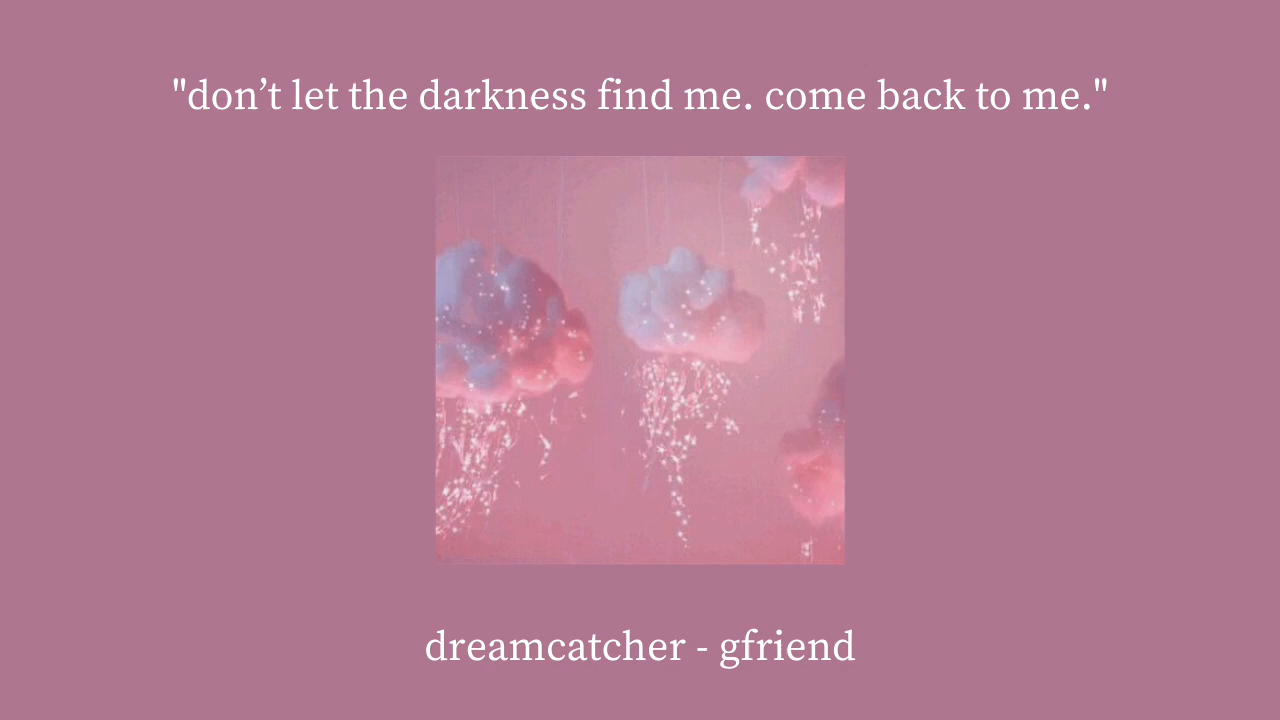 "don’t let the darkness find me. come back to me."
dreamcatcher - gfriend